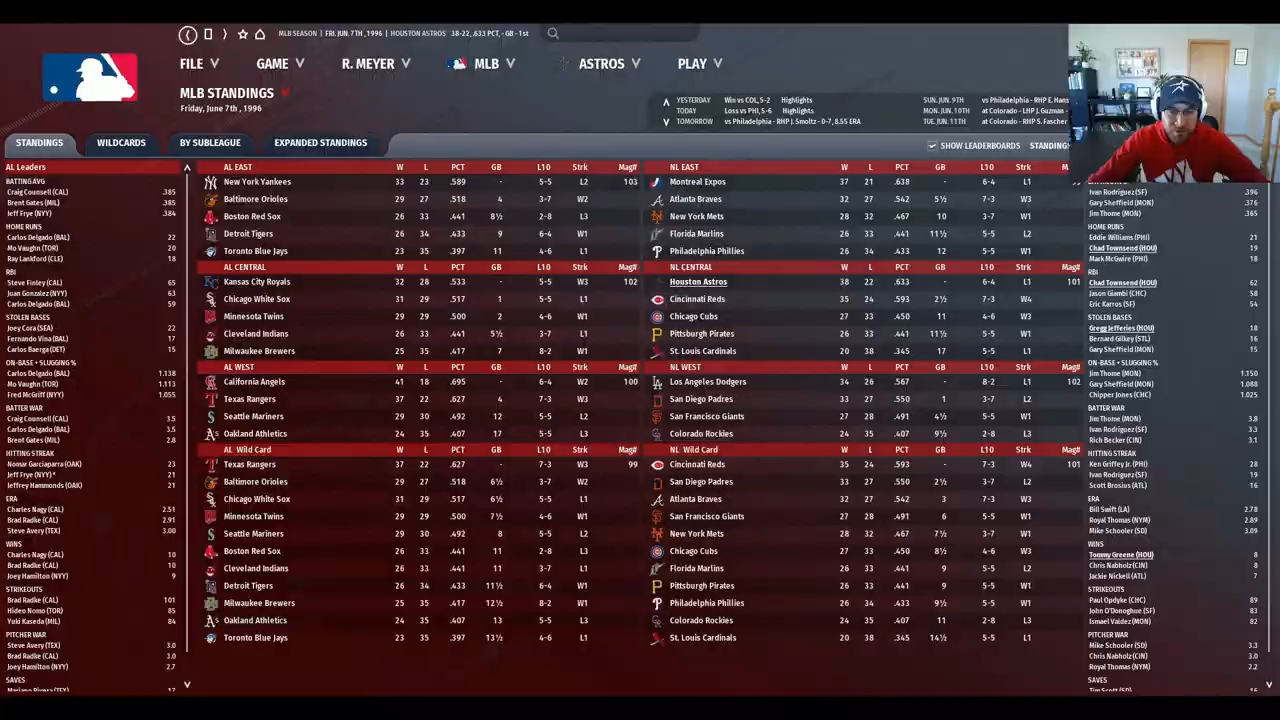 MLB SEASON | FRI. JUN. 7TH, 1996 | HOUSTON ASTROS 38-22, .633 PCT, - GB - 1st
FILE GAME R. MEYER MLB ASTROS PLAY
MLB STANDINGS
Friday, June 7th, 1996
YESTERDAY Win vs COL, 5-2 Highlights SUN. JUN. 9TH vs Philadelphia - RHP E. Hans
TODAY Loss vs PHI, 5-6 Highlights MON. JUN. 10TH at Colorado - LHP J. Guzman -
TOMORROW vs Philadelphia - RHP J. Smoltz - 0-7, 8.55 ERA TUE. JUN. 11TH at Colorado - RHP S. Fascher
STANDINGS WILDCARDS BY SUBLEAGUE EXPANDED STANDINGS
SHOW LEADERBOARDS STANDING
AL Leaders
BATTING AVG
Craig Counsell (CAL) .385
Brent Gates (MIL) .385
Jeff Frye (NYY) .384
HOME RUNS
Carlos Delgado (BAL) 22
Mo Vaughn (TOR) 20
Ray Lankford (CLE) 18
RBI
Steve Finley (CAL) 65
Juan Gonzalez (NYY) 63
Carlos Delgado (BAL) 59
STOLEN BASES
Joey Cora (SEA) 22
Fernando Vina (BAL) 17
Carlos Baerga (DET) 15
ON-BASE + SLUGGING %
Carlos Delgado (BAL) 1.138
Mo Vaughn (TOR) 1.113
Fred McGriff (NYY) 1.055
BATTER WAR
Craig Counsell (CAL) 3.5
Carlos Delgado (BAL) 3.5
Brent Gates (MIL) 2.8
HITTING STREAK
Nomar Garciaparra (OAK) 23
Jeff Frye (NYY)* 21
Jeffrey Hammonds (OAK) 21
ERA
Charles Nagy (CAL) 2.51
Brad Radke (CAL) 2.91
Steve Avery (TEX) 3.00
WINS
Charles Nagy (CAL) 10
Brad Radke (CAL) 10
Joey Hamilton (NYY) 9
STRIKEOUTS
Brad Radke (CAL) 101
Hideo Nomo (TOR) 85
Yuki Kaseda (MIL) 84
PITCHER WAR
Steve Avery (TEX) 3.0
Brad Radke (CAL) 3.0
Joey Hamilton (NYY) 2.7
SAVES
Mariano Rivera (TEX) 17
AL EAST W L PCT GB L10 Strk Mag#
New York Yankees 33 23 .589 - 5-5 L2 103
Baltimore Orioles 29 27 .518 4 3-7 W2
Boston Red Sox 26 33 .441 8½ 2-8 L3
Detroit Tigers 26 34 .433 9 6-4 W1
Toronto Blue Jays 23 35 .397 11 4-6 L1
AL CENTRAL W L PCT GB L10 Strk Mag#
Kansas City Royals 32 28 .533 - 5-5 W3 102
Chicago White Sox 31 29 .517 1 5-5 L1
Minnesota Twins 29 29 .500 2 4-6 W1
Cleveland Indians 26 33 .441 5½ 3-7 L1
Milwaukee Brewers 25 35 .417 7 8-2 W1
AL WEST W L PCT GB L10 Strk Mag#
California Angels 41 18 .695 - 6-4 W2 100
Texas Rangers 37 22 .627 4 7-3 W3
Seattle Mariners 29 30 .492 12 5-5 L2
Oakland Athletics 24 35 .407 17 5-5 L3
AL Wild Card W L PCT GB L10 Strk Mag#
Texas Rangers 37 22 .627 - 7-3 W3 99
Baltimore Orioles 29 27 .518 6½ 3-7 W2
Chicago White Sox 31 29 .517 6½ 5-5 L1
Minnesota Twins 29 29 .500 7½ 4-6 W1
Seattle Mariners 29 30 .492 8 5-5 L2
Boston Red Sox 26 33 .441 11 2-8 L3
Cleveland Indians 26 33 .441 11 3-7 L1
Detroit Tigers 26 34 .433 11½ 6-4 W1
Milwaukee Brewers 25 35 .417 12½ 8-2 W1
Oakland Athletics 24 35 .407 13 5-5 L3
Toronto Blue Jays 23 35 .397 13½ 4-6 L1
NL EAST W L PCT GB L10 Strk M
Montreal Expos 37 21 .638 - 6-4 L1
Atlanta Braves 32 27 .542 5½ 7-3 W3
New York Mets 28 32 .467 10 3-7 W1
Florida Marlins 26 33 .441 11½ 5-5 L2
Philadelphia Phillies 26 34 .433 12 5-5 W1
NL CENTRAL W L PCT GB L10 Strk Mag#
Houston Astros 38 22 .633 - 6-4 L1 101
Cincinnati Reds 35 24 .593 2½ 7-3 W4
Chicago Cubs 27 33 .450 11 4-6 W3
Pittsburgh Pirates 26 33 .441 11½ 5-5 W1
St. Louis Cardinals 20 38 .345 17 5-5 L1
NL WEST W L PCT GB L10 Strk Mag#
Los Angeles Dodgers 34 26 .567 - 8-2 L1 102
San Diego Padres 33 27 .550 1 3-7 L2
San Francisco Giants 27 28 .491 4½ 5-5 W1
Colorado Rockies 24 35 .407 9½ 2-8 L3
NL Wild Card W L PCT GB L10 Strk Mag#
Cincinnati Reds 35 24 .593 - 7-3 W4 101
San Diego Padres 33 27 .550 2½ 3-7 L2
Atlanta Braves 32 27 .542 3 7-3 W3
San Francisco Giants 27 28 .491 6 5-5 W1
New York Mets 28 32 .467 7½ 3-7 W1
Chicago Cubs 27 33 .450 8½ 4-6 W3
Florida Marlins 26 33 .441 9 5-5 L2
Pittsburgh Pirates 26 33 .441 9 5-5 W1
Philadelphia Phillies 26 34 .433 9½ 5-5 W1
Colorado Rockies 24 35 .407 11 2-8 L3
St. Louis Cardinals 20 38 .345 14½ 5-5 L1
Ivan Rodriguez (SF) .396
Gary Sheffield (MON) .376
Jim Thome (MON) .365
HOME RUNS
Eddie Williams (PHI) 21
Chad Townsend (HOU) 19
Mark McGwire (PHI) 18
RBI
Chad Townsend (HOU) 62
Jason Giambi (CHC) 58
Eric Karros (SF) 54
STOLEN BASES
Gregg Jefferies (HOU) 18
Bernard Gilkey (STL) 16
Gary Sheffield (MON) 15
ON-BASE + SLUGGING %
Jim Thome (MON) 1.150
Gary Sheffield (MON) 1.088
Chipper Jones (CHC) 1.025
BATTER WAR
Jim Thome (MON) 3.8
Ivan Rodriguez (SF) 3.3
Rich Becker (CIN) 3.1
HITTING STREAK
Ken Griffey Jr. (PHI) 28
Ivan Rodriguez (SF) 19
Scott Brosius (ATL) 16
ERA
Bill Swift (LA) 2.78
Royal Thomas (NYM) 2.89
Mike Schooler (SD) 3.09
WINS
Tommy Greene (HOU) 8
Chris Nabholz (CIN) 8
Jackie Nickell (ATL) 7
STRIKEOUTS
Paul Opdyke (CHC) 89
John O'Donoghue (SF) 83
Ismael Valdez (MON) 82
PITCHER WAR
Mike Schooler (SD) 3.3
Chris Nabholz (CIN) 3.0
Royal Thomas (NYM) 2.2
SAVES
Tim Scott (SD) 16